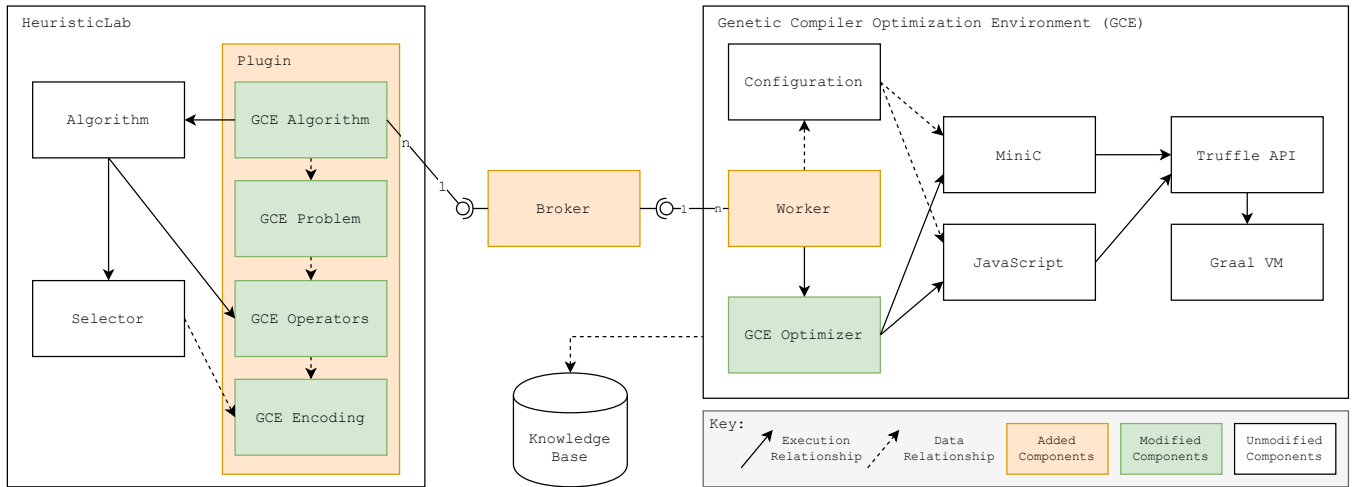 HeuristicLab
Plugin
Algorithm
GCE Algorithm
GCE Problem
Selector
GCE Operators
GCE Encoding
n
1
Broker
Knowledge
Base
Genetic Compiler Optimization Environment (GCE)
Configuration
1
n
Worker
GCE Optimizer
MiniC
JavaScript
Truffle API
Graal VM
Key:
Execution
Relationship
Data
Relationship
Added
Components
Modified
Components
Unmodified
Components